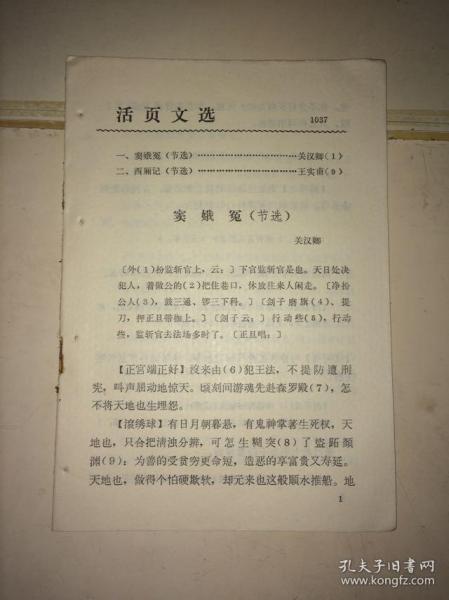 活页文选 1037
一、窦娥冤（节选）……………………………关汉卿（1）
二、西厢记（节选）……………………………王实甫（9）
窦 娥 冤（节选）
关汉卿
〔外（1）扮监斩官上，云：〕下官监斩官是也。今日处决
犯人，着做公的（2）把住巷口，休放往来人闲走。〔净扮
公人（3），鼓三通、锣三下科。〕〔刽子磨旗（4）、提
刀，押正旦带枷上。〕〔刽子云：〕行动些（5），行动
些，监斩官去法场多时了。〔正旦唱：〕
【正宫端正好】没来由（6）犯王法，不提防遭刑
宪，叫声屈动地惊天。顷刻间游魂先赴森罗殿（7），怎
不将天地也生埋怨。
【滚绣球】有日月朝暮悬，有鬼神掌著生死权，天
地也，只合把清浊分辨，可怎生糊突（8）了盗跖颜
渊（9）：为善的受贫穷更命短，造恶的享富贵又寿延。
天地也，做得个怕硬欺软，却元来也这般顺水推船。地
1
孔夫子旧书网
www.kongfz.com